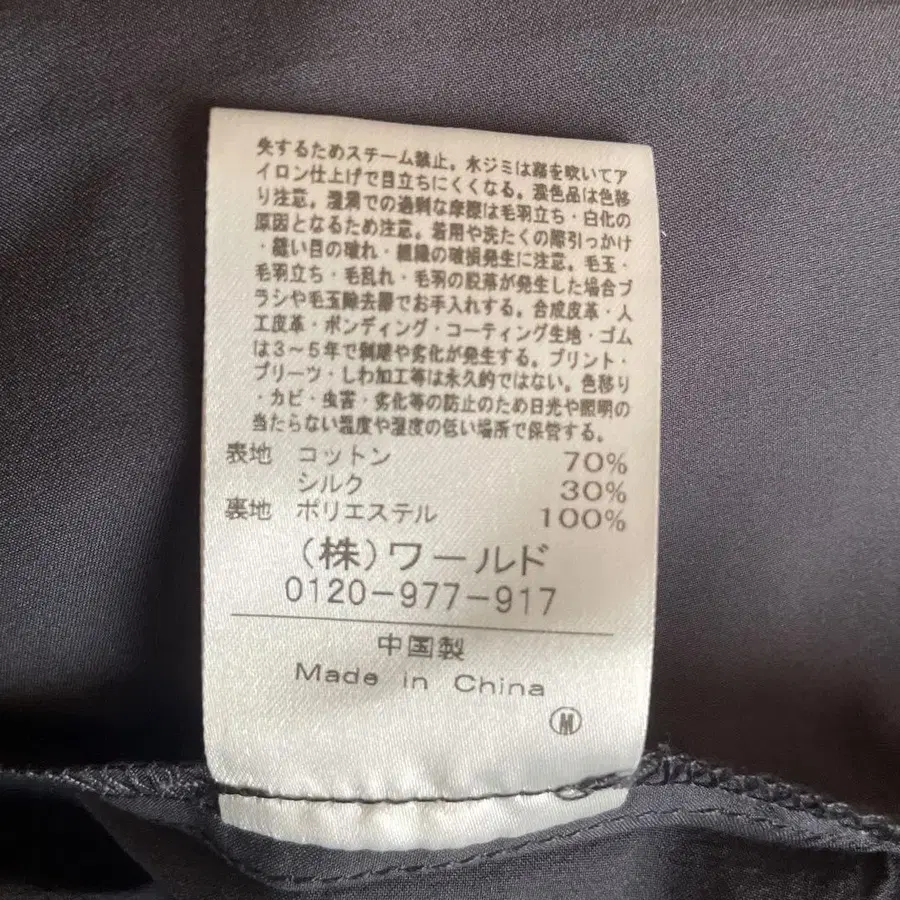 失するためスチーム禁止。水ジミは霧を吹いてア
イロン仕上げで目立ちにくくなる。濃色品は色移
り注意。湿潤での過剰な摩擦は毛羽立ち・白化の
原因となるため注意。着用や洗たくの際引っかけ
・縫い目の破れ・組織の破損発生に注意。毛玉・
毛羽立ち・毛乱れ・毛羽の脱落が発生した場合ブ
ラシや毛玉除去器でお手入れする。合成皮革・人
工皮革・ボンディング・コーティング生地・ゴム
は3～5年で剥離や劣化が発生する。プリント・
プリーツ・しわ加工等は永久的ではない。色移り
・カビ・虫害・劣化等の防止のため日光や照明の
当たらない温度や湿度の低い場所で保管する。
表地 コットン 70%
シルク 30%
裏地 ポリエステル 100%
(株)ワールド
0120-977-917
中国製
Made in China
M